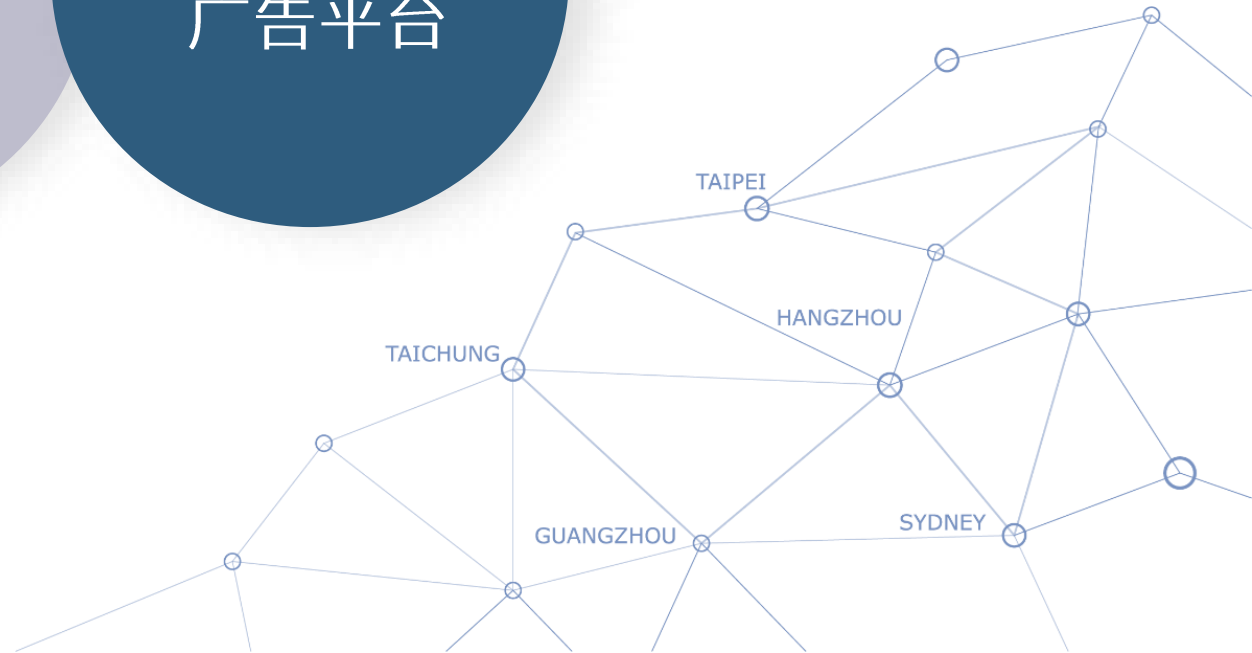 广告平台
TAIPEI
HANGZHOU
TAICHUNG
SYDNEY
GUANGZHOU